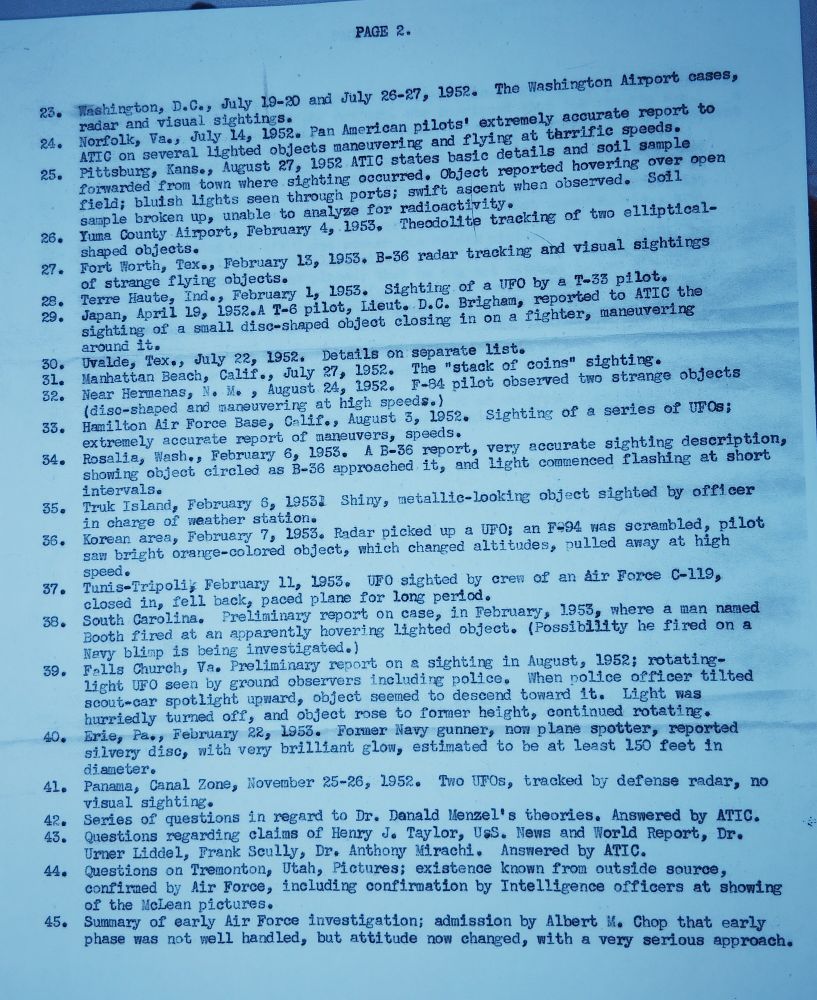 PAGE 2.
23. Washington, D.C., July 19-20 and July 26-27, 1952. The Washington Airport cases,
radar and visual sightings.
24. Norfolk, Va., July 14, 1952. Pan American pilots' extremely accurate report to
ATIC on several lighted objects maneuvering and flying at thrrific speeds.
25. Pittsburg, Kans., August 27, 1952 ATIC states basic details and soil sample
forwarded from town where sighting occurred. Object reported hovering over open
field; bluish lights seen through ports; swift ascent when observed. Soil
sample broken up, unable to analyze for radioactivity.
26. Yuma County Airport, February 4, 1953. Theodolite tracking of two elliptical-
shaped objects.
27. Fort Worth, Tex., February 13, 1953. B-36 radar tracking and visual sightings
of strange flying objects.
28. Terre Haute, Ind., February 1, 1953. Sighting of a UFO by a T-33 pilot.
29. Japan, April 19, 1952.A T-6 pilot, Lieut. D.C. Brigham, reported to ATIC the
sighting of a small disc-shaped object closing in on a fighter, maneuvering
around it.
30. Uvalde, Tex., July 22, 1952. Details on separate list.
31. Manhattan Beach, Calif., July 27, 1952. The "stack of coins" sighting.
32. Near Hermanas, N. M. , August 24, 1952. F-84 pilot observed two strange objects
(disc-shaped and maneuvering at high speeds.)
33. Hamilton Air Force Base, Calif., August 3, 1952. Sighting of a series of UFOs;
extremely accurate report of maneuvers, speeds.
34. Rosalia, Wash., February 6, 1953. A B-36 report, very accurate sighting description,
showing object circled as B-36 approached it, and light commenced flashing at short
intervals.
35. Truk Island, February 6, 1953. Shiny, metallic-looking object sighted by officer
in charge of weather station.
36. Korean area, February 7, 1953. Radar picked up a UFO; an F-94 was scrambled, pilot
saw bright orange-colored object, which changed altitudes, pulled away at high
speed.
37. Tunis-Tripoli; February 11, 1953. UFO sighted by crew of an Air Force C-119,
closed in, fell back, paced plane for long period.
38. South Carolina. Preliminary report on case, in February, 1953, where a man named
Booth fired at an apparently hovering lighted object. (Possibility he fired on a
Navy blimp is being investigated.)
39. Falls Church, Va. Preliminary report on a sighting in August, 1952; rotating-
light UFO seen by ground observers including police. When police officer tilted
scout-car spotlight upward, object seemed to descend toward it. Light was
hurriedly turned off, and object rose to former height, continued rotating.
40. Erie, Pa., February 22, 1953. Former Navy gunner, now plane spotter, reported
silvery disc, with very brilliant glow, estimated to be at least 150 feet in
diameter.
41. Panama, Canal Zone, November 25-26, 1952. Two UFOs, tracked by defense radar, no
visual sighting.
42. Series of questions in regard to Dr. Donald Menzel's theories. Answered by ATIC.
43. Questions regarding claims of Henry J. Taylor, U.S. News and World Report, Dr.
Urner Liddel, Frank Scully, Dr. Anthony Mirachi. Answered by ATIC.
44. Questions on Tremonton, Utah, Pictures; existence known from outside source,
confirmed by Air Force, including confirmation by Intelligence officers at showing
of the McLean pictures.
45. Summary of early Air Force investigation; admission by Albert M. Chop that early
phase was not well handled, but attitude now changed, with a very serious approach.